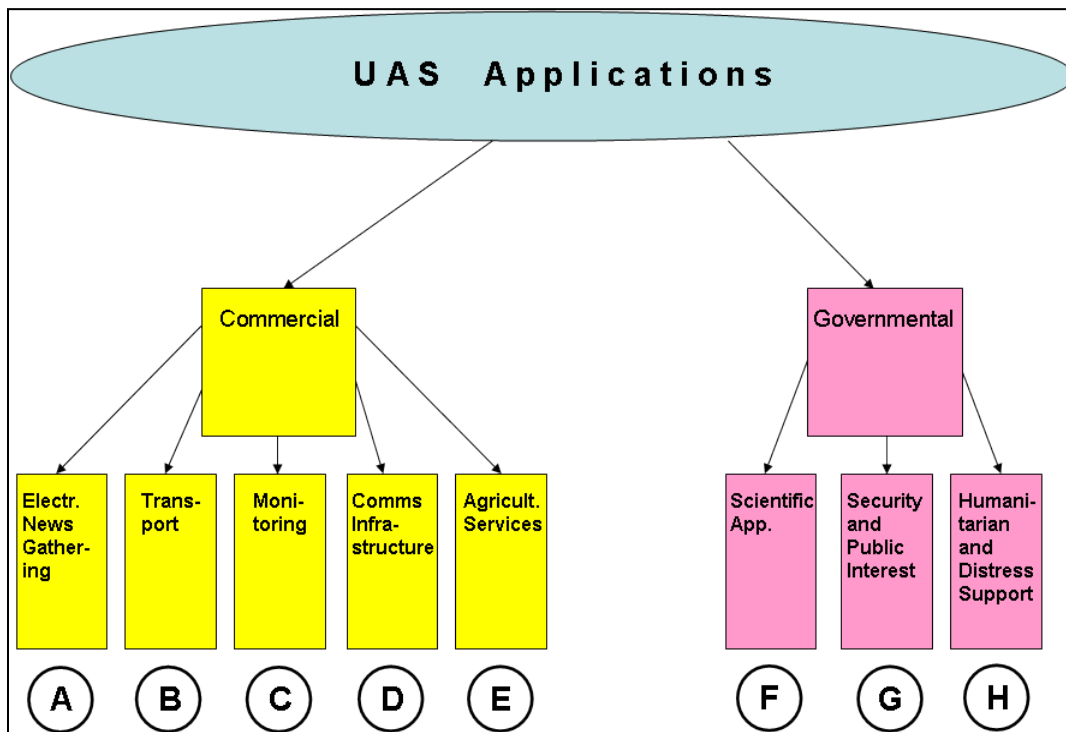 UAS Applications
Commercial
Governmental
Electr.
News
Gather-
ing
Trans-
port
Moni-
toring
Comms
Infra-
structure
Agricult.
Services
Scientific
App.
Security
and
Public
Interest
Humani-
tarian
and
Distress
Support
A
B
C
D
E
F
G
H